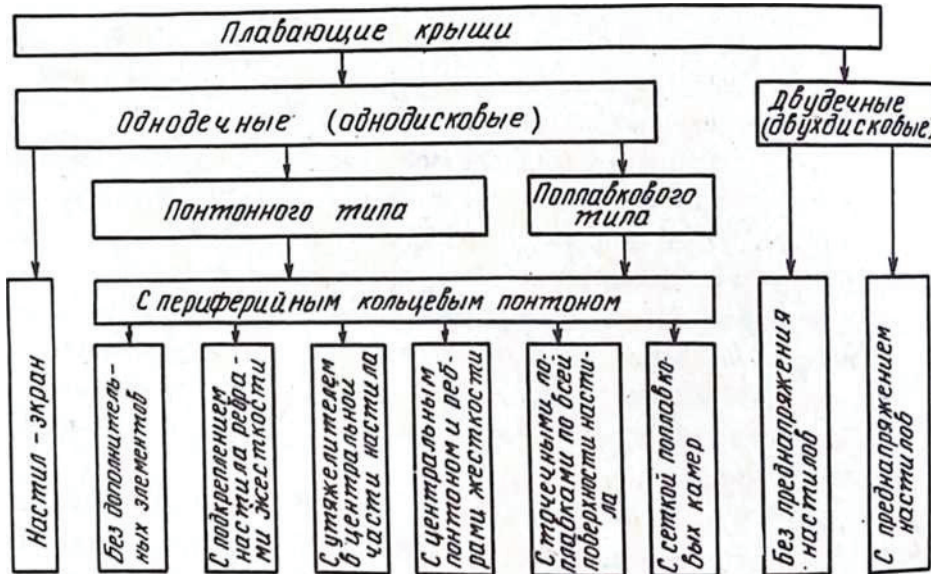 Плавающие крыши
Однодечные (однодисковые)
Двудечные
(двухдисковые)
Понтонного типа
Поплавкового
типа
С периферийным кольцевым понтоном
Настил-экран
Без дополнитель-
ных элементов
С подкреплением
настила ребра-
ми жесткости
С утяжелителем
в центральной
части настила
С центральным
понтоном и реб-
рами жесткости
С точечными по-
плавками по всей
поверхности насти-
ла
С сеткой поплавко-
вых камер
Без преднапряжения
настилов
С преднапряжением
настилов